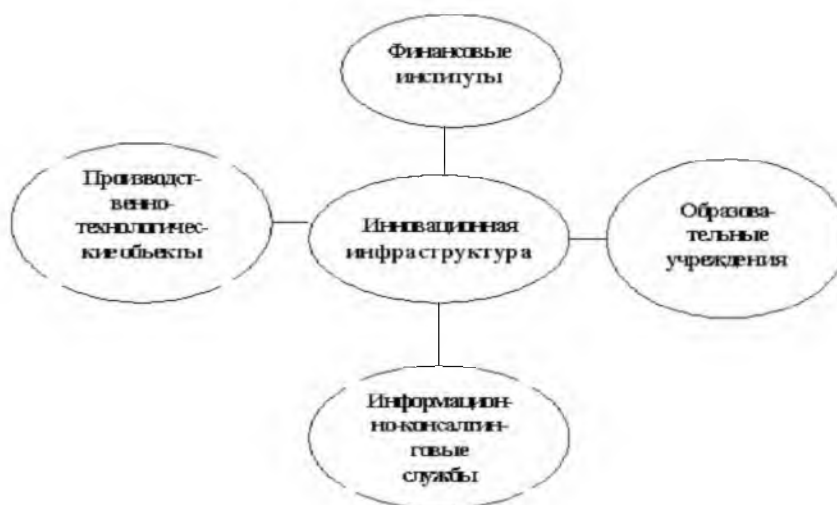 Финансовые
институты
Производст-
венно-
технологичес-
кие объекты
Инновационная
инфраструктура
Образова-
тельные
учреждения
Информацион-
но-консалтин-
говые
службы